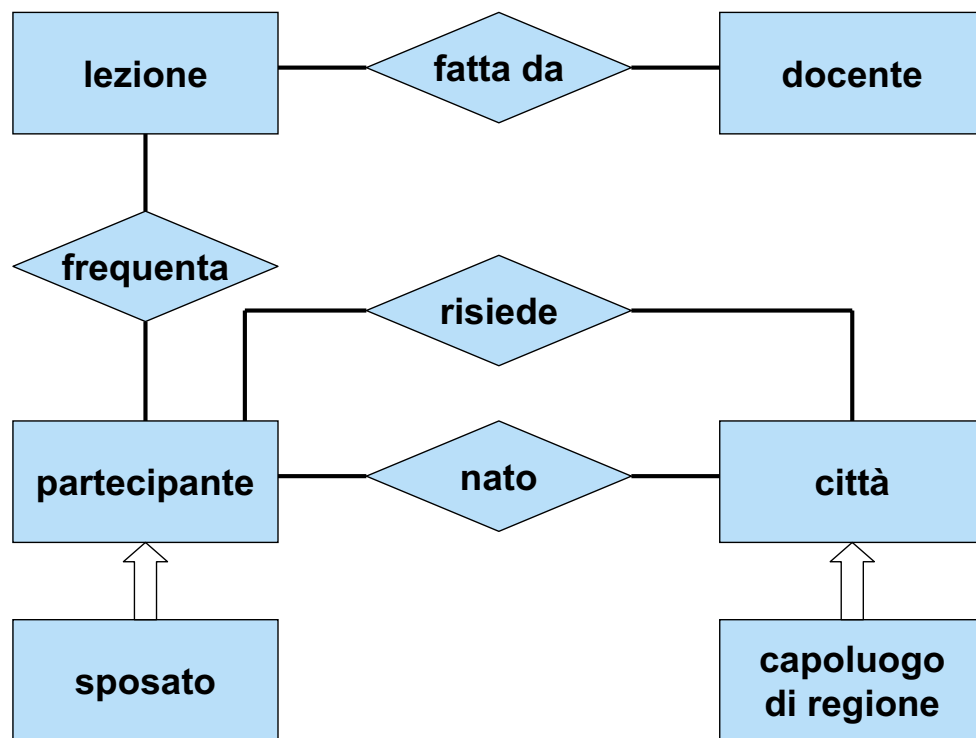 lezione
fatta da
docente
frequenta
risiede
partecipante
nato
città
sposato
capoluogo
di regione